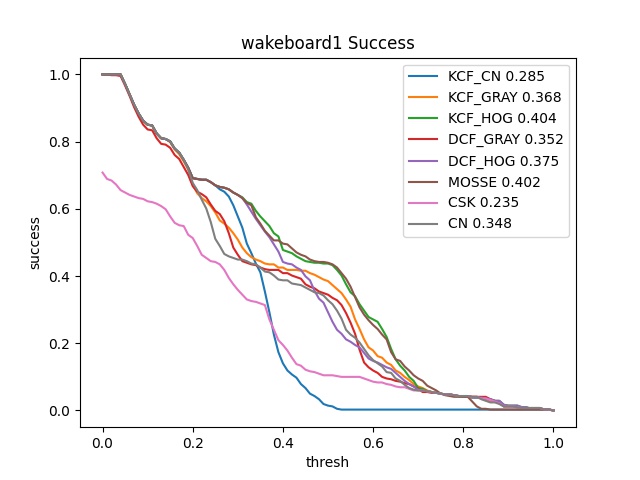 wakeboard1 Success
KCF_CN 0.285
KCF_GRAY 0.368
KCF_HOG 0.404
DCF_GRAY 0.352
DCF_HOG 0.375
MOSSE 0.402
CSK 0.235
CN 0.348
success
1.0
0.8
0.6
0.4
0.2
0.0
0.0 0.2 0.4 0.6 0.8 1.0
thresh